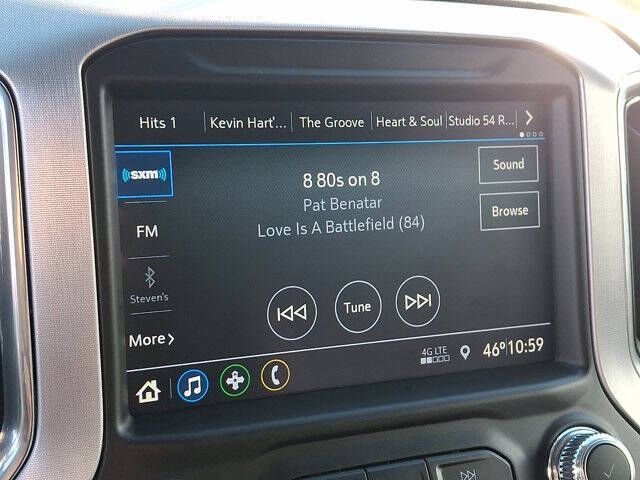 Hits 1 Kevin Hart'... The Groove Heart & Soul Studio 54 R...
((sxm))
8 80s on 8
Sound
Pat Benatar
Browse
FM
Love Is A Battlefield (84)
Steven's
Tune
More
4G LTE
46° 10:59